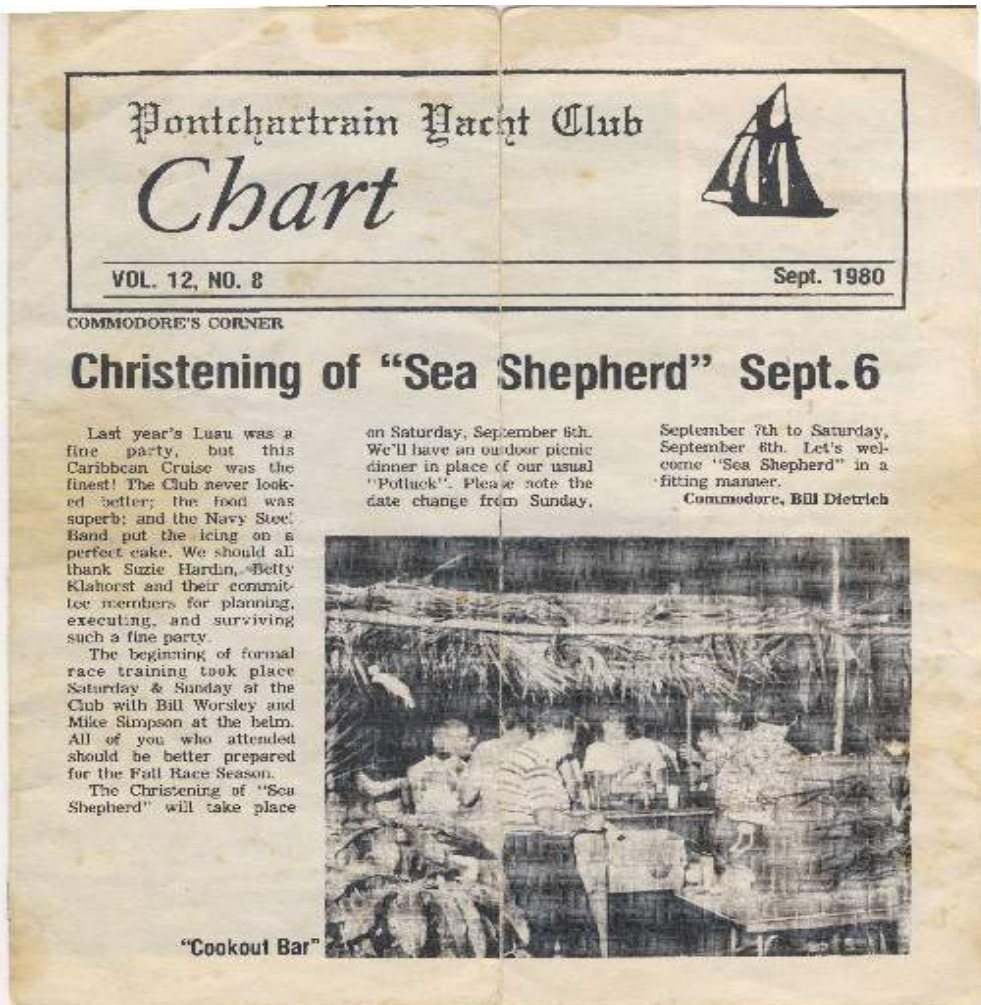 Pontchartrain Yacht Club
Chart
VOL. 12, NO. 8
Sept. 1980
COMMODORE'S CORNER
Christening of "Sea Shepherd" Sept.6
Last year's Luau was a
fine party, but this
Caribbean Cruise was the
finest! The Club never look-
ed better; the food was
superb; and the Navy Steel
Band put the icing on a
perfect cake. We should all
thank Suzie Hardin, Betty
Klahorst and their commit-
tee members for planning,
executing, and surviving
such a fine party.
The beginning of formal
race training took place
Saturday & Sunday at the
Club with Bill Worsley and
Mike Simpson at the helm.
All of you who attended
should be better prepared
for the Fall Race Season.
The Christening of "Sea
Shepherd" will take place
on Saturday, September 6th.
We'll have an outdoor picnic
dinner in place of our usual
"Potluck". Please note the
date change from Sunday,
September 7th to Saturday,
September 6th. Let's wel-
come "Sea Shepherd" in a
fitting manner.
Commodore, Bill Dietrich
"Cookout Bar"